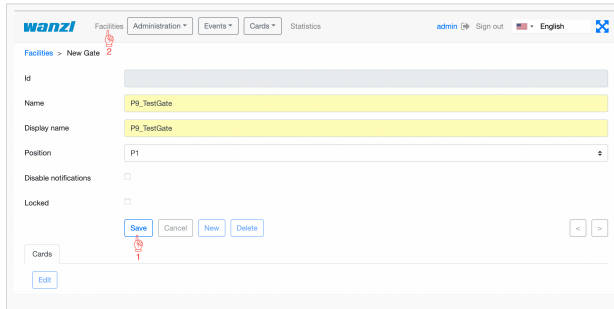 wanzl Facilities Administration Events Cards Statistics admin Sign out English
2
Facilities > New Gate
Id
Name P9_TestGate
Display name P9_TestGate
Position P1
Disable notifications
Locked
Save Cancel New Delete < >
1
Cards
Edit